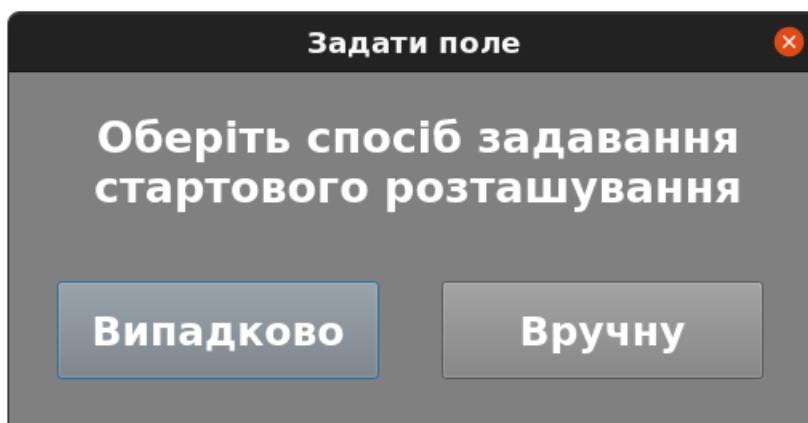 Задати поле
Оберіть спосіб задавання
стартового розташування
Випадково
Вручну